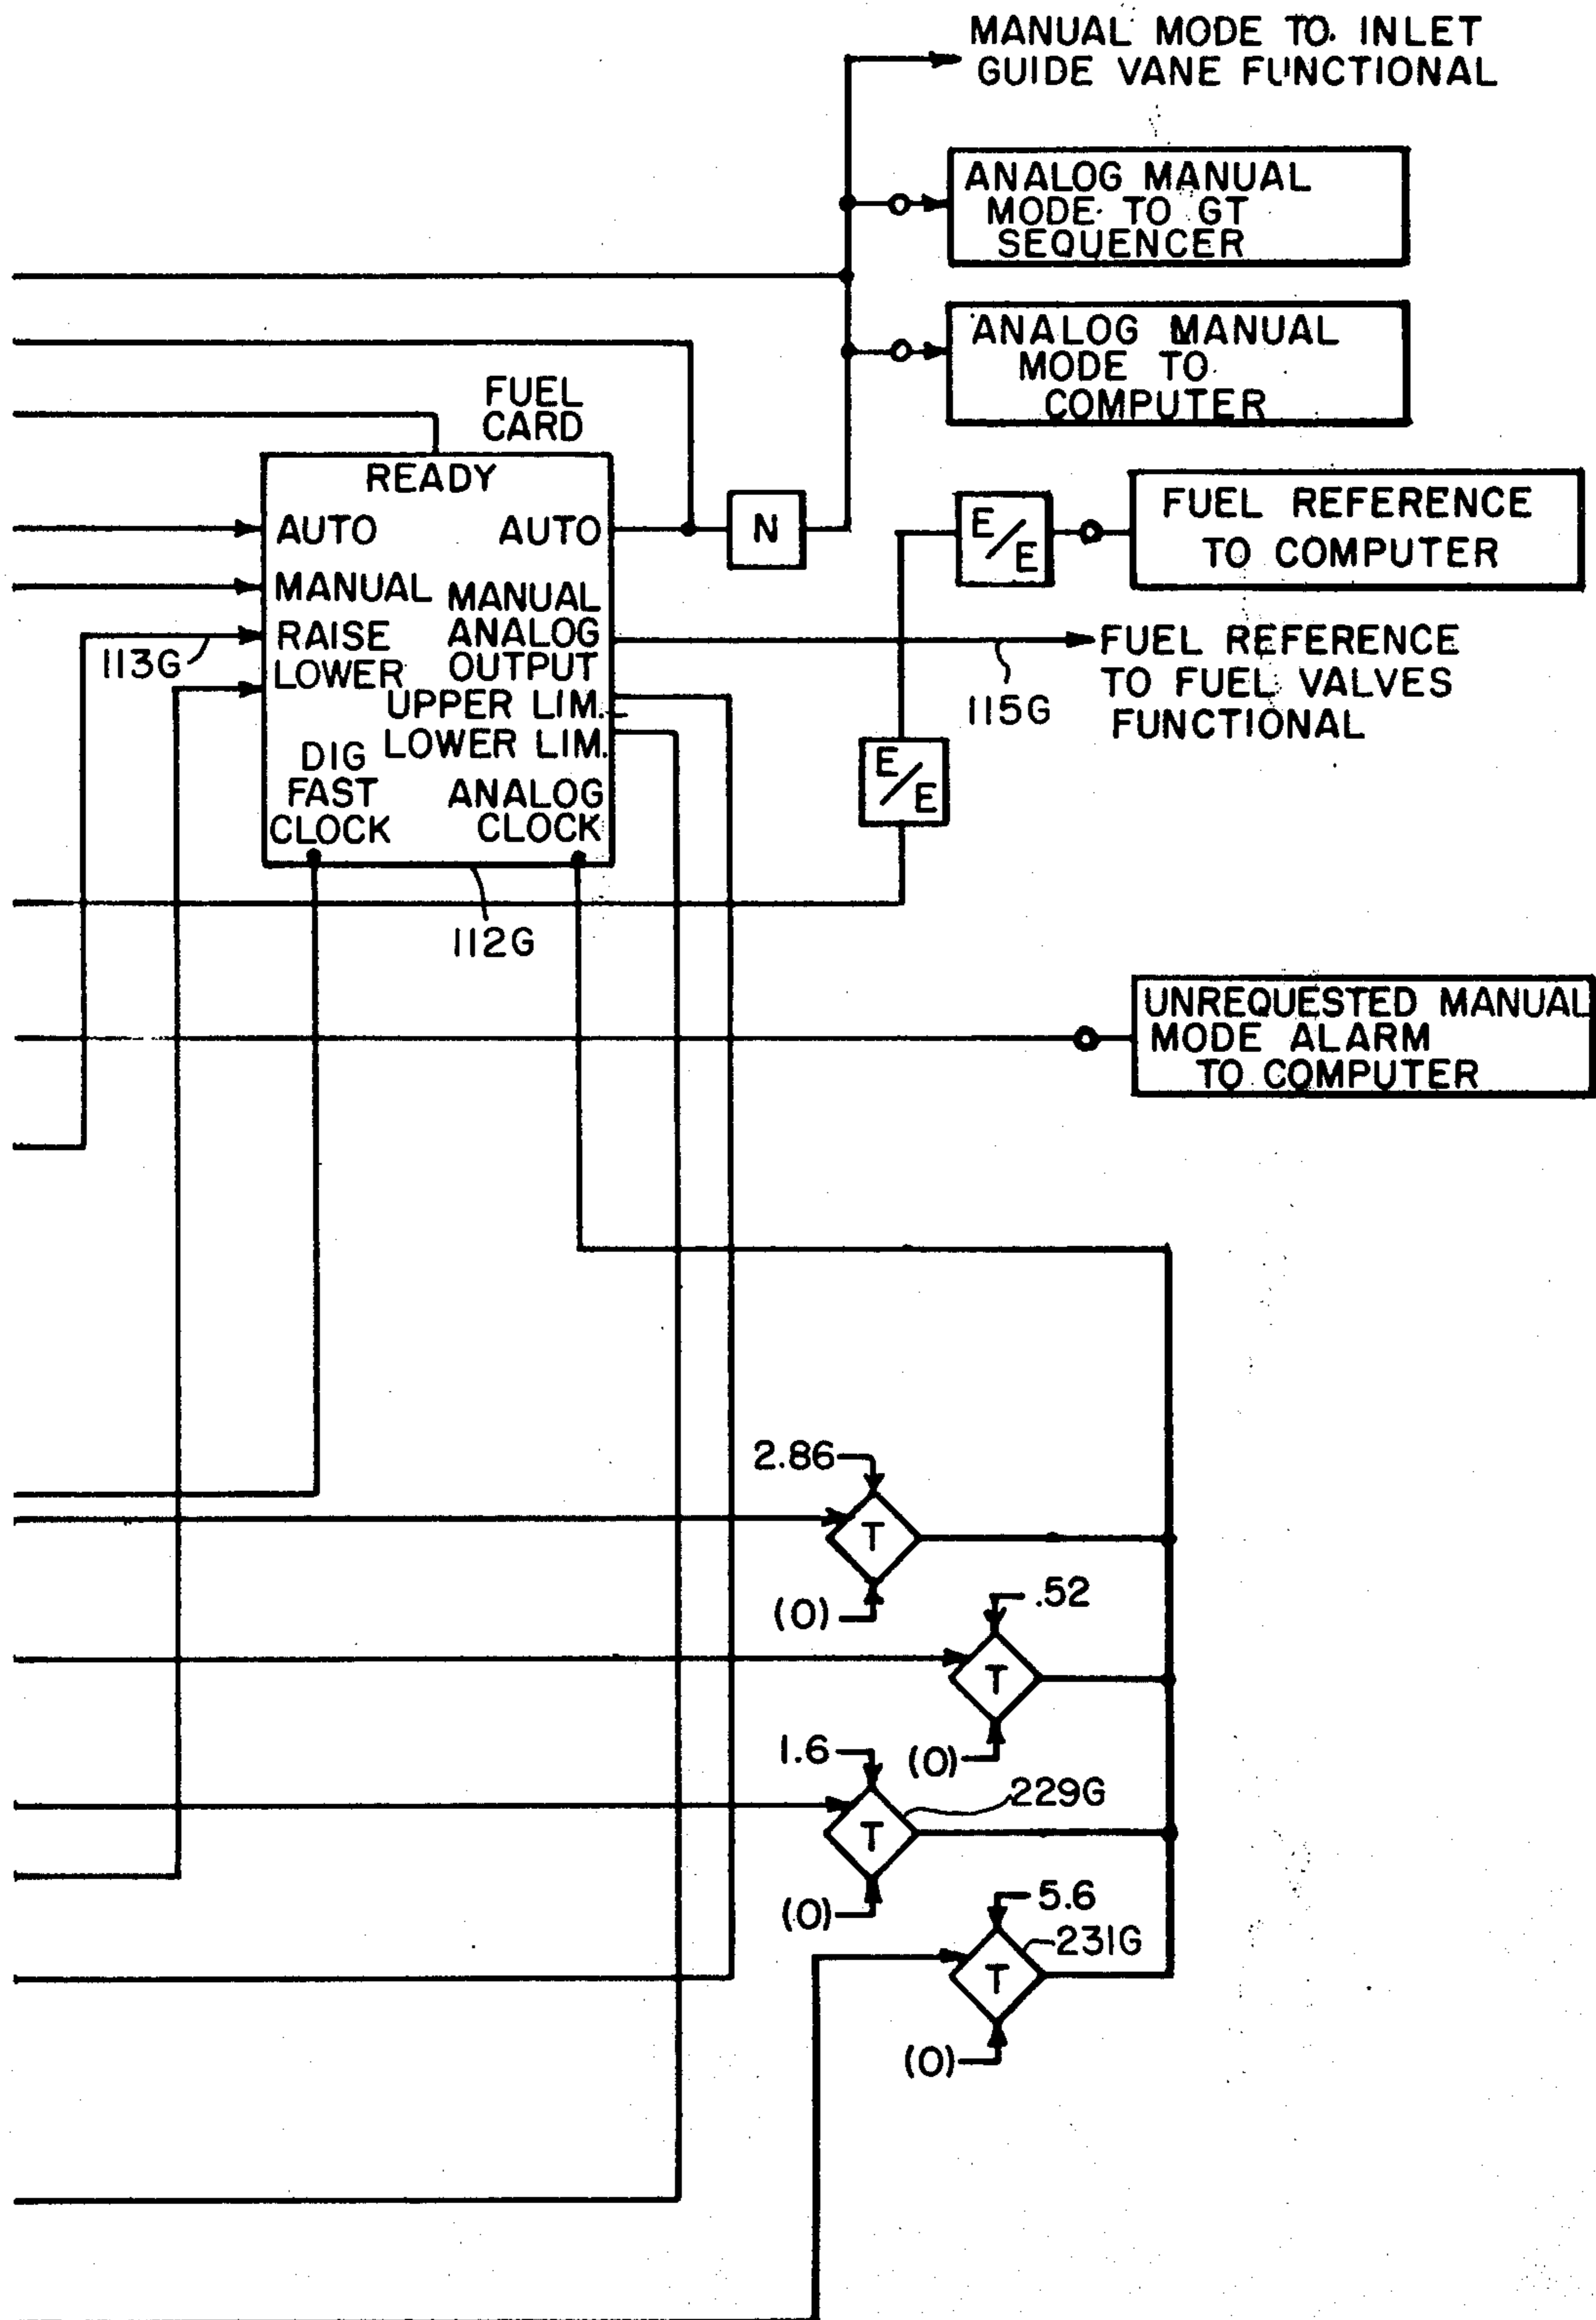 MANUAL MODE TO INLET
GUIDE VANE FUNCTIONAL
ANALOG MANUAL
MODE TO GT
SEQUENCER
ANALOG MANUAL
MODE TO
COMPUTER
FUEL
CARD
READY
AUTO
AUTO
N
E/E
FUEL REFERENCE
TO COMPUTER
MANUAL
MANUAL
ANALOG
OUTPUT
RAISE
LOWER
113G
UPPER LIM.
LOWER LIM.
DIG
FAST
CLOCK
ANALOG
CLOCK
115G
FUEL REFERENCE
TO FUEL VALVES
FUNCTIONAL
E/E
112G
UNREQUESTED MANUAL
MODE ALARM
TO COMPUTER
2.86
T
(0)
.52
T
(0)
1.6
229G
T
(0)
5.6
231G
T
(0)